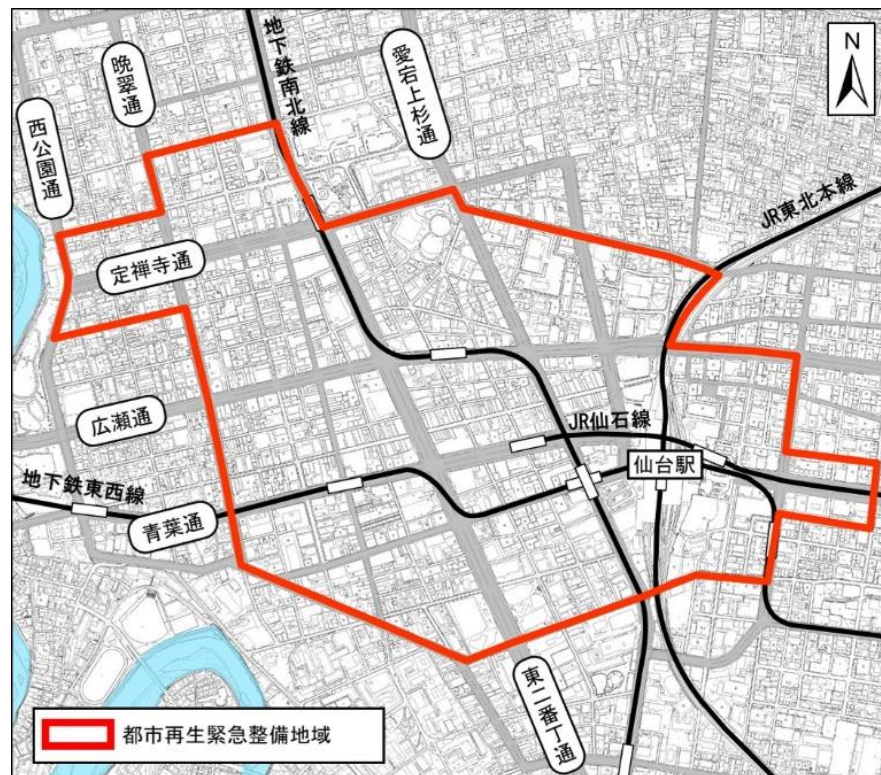 地下鉄南北線
晩翠通
愛宕上杉通
N
西公園通
JR東北本線
定禅寺通
広瀬通
JR仙石線
仙台駅
地下鉄東西線
青葉通
東二番丁通
都市再生緊急整備地域